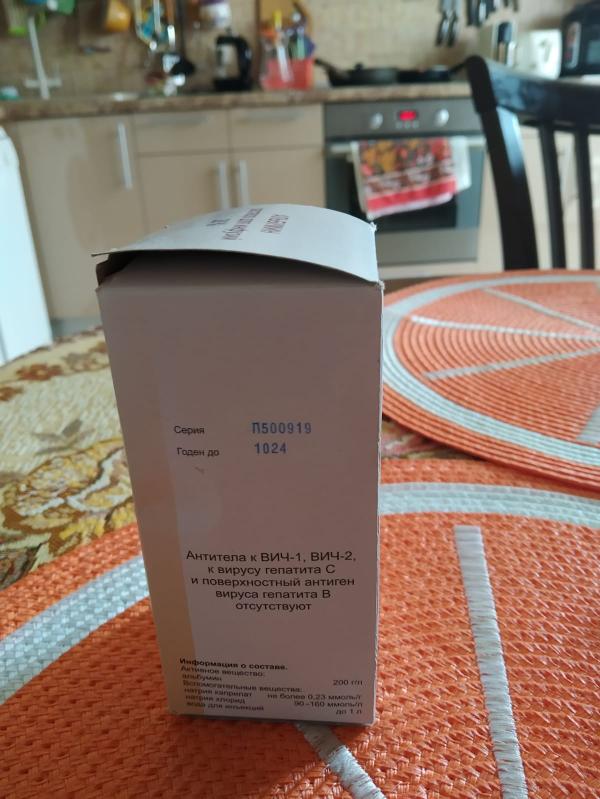 Серия П500919
Годен до 1024
Антитела к ВИЧ-1, ВИЧ-2,
к вирусу гепатита С
и поверхностный антиген
вируса гепатита В
отсутствуют
Информация о составе.
Активное вещество:
альбумин 200 г/л
Вспомогательные вещества:
натрия каприлат не более 0,23 ммоль/г
натрия хлорид 90-160 ммоль/л
вода для инъекций до 1 л